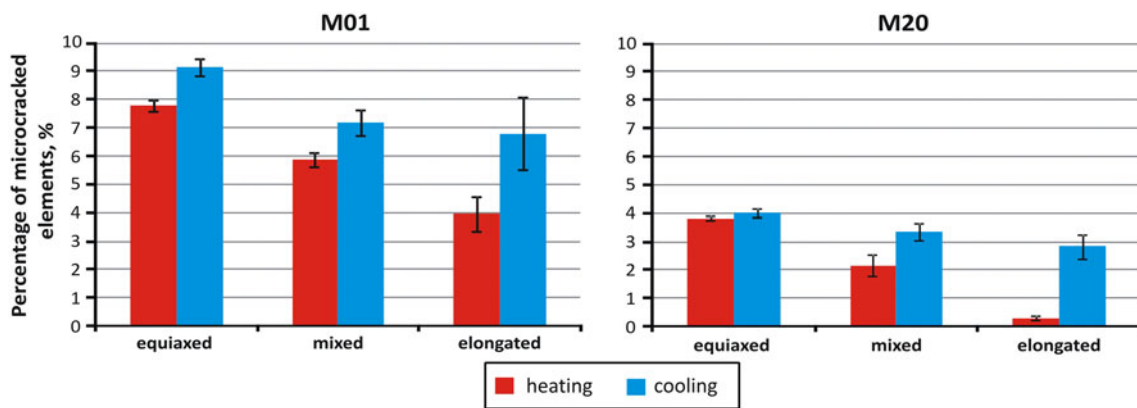 M01
M20
Percentage of microcracked
elements, %
10
9
8
7
6
5
4
3
2
1
0
equiaxed
mixed
elongated
10
9
8
7
6
5
4
3
2
1
0
equiaxed
mixed
elongated
heating
cooling